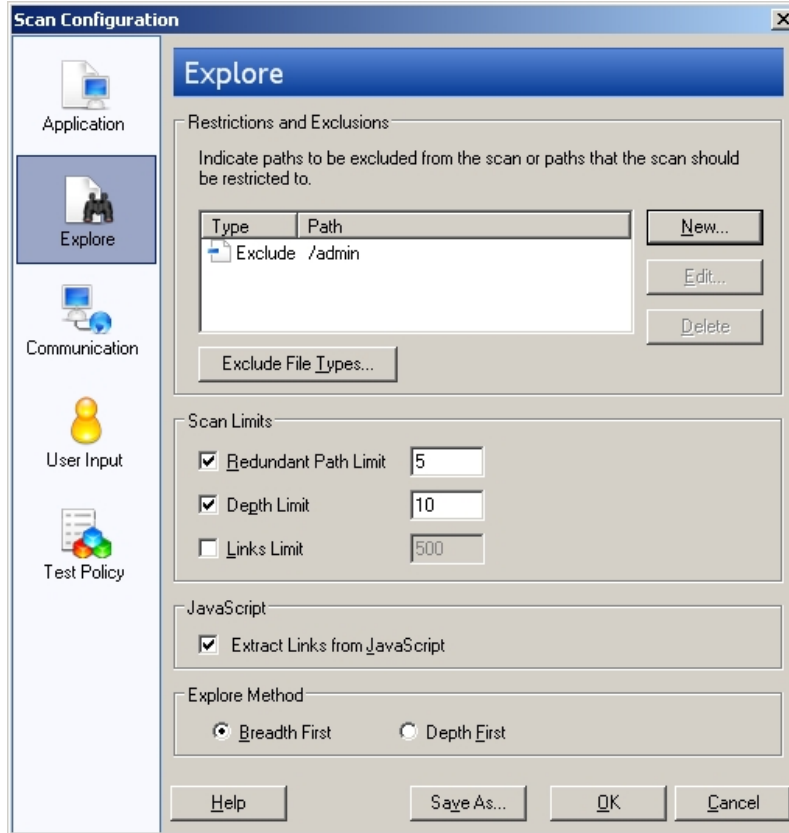 Scan Configuration
Application
Explore
Communication
User Input
Test Policy
Explore
Restrictions and Exclusions
Indicate paths to be excluded from the scan or paths that the scan should
be restricted to.
Type Path
Exclude /admin
New...
Edit...
Delete
Exclude File Types...
Scan Limits
Redundant Path Limit 5
Depth Limit 10
Links Limit 500
JavaScript
Extract Links from JavaScript
Explore Method
Breadth First Depth First
Help Save As... OK Cancel